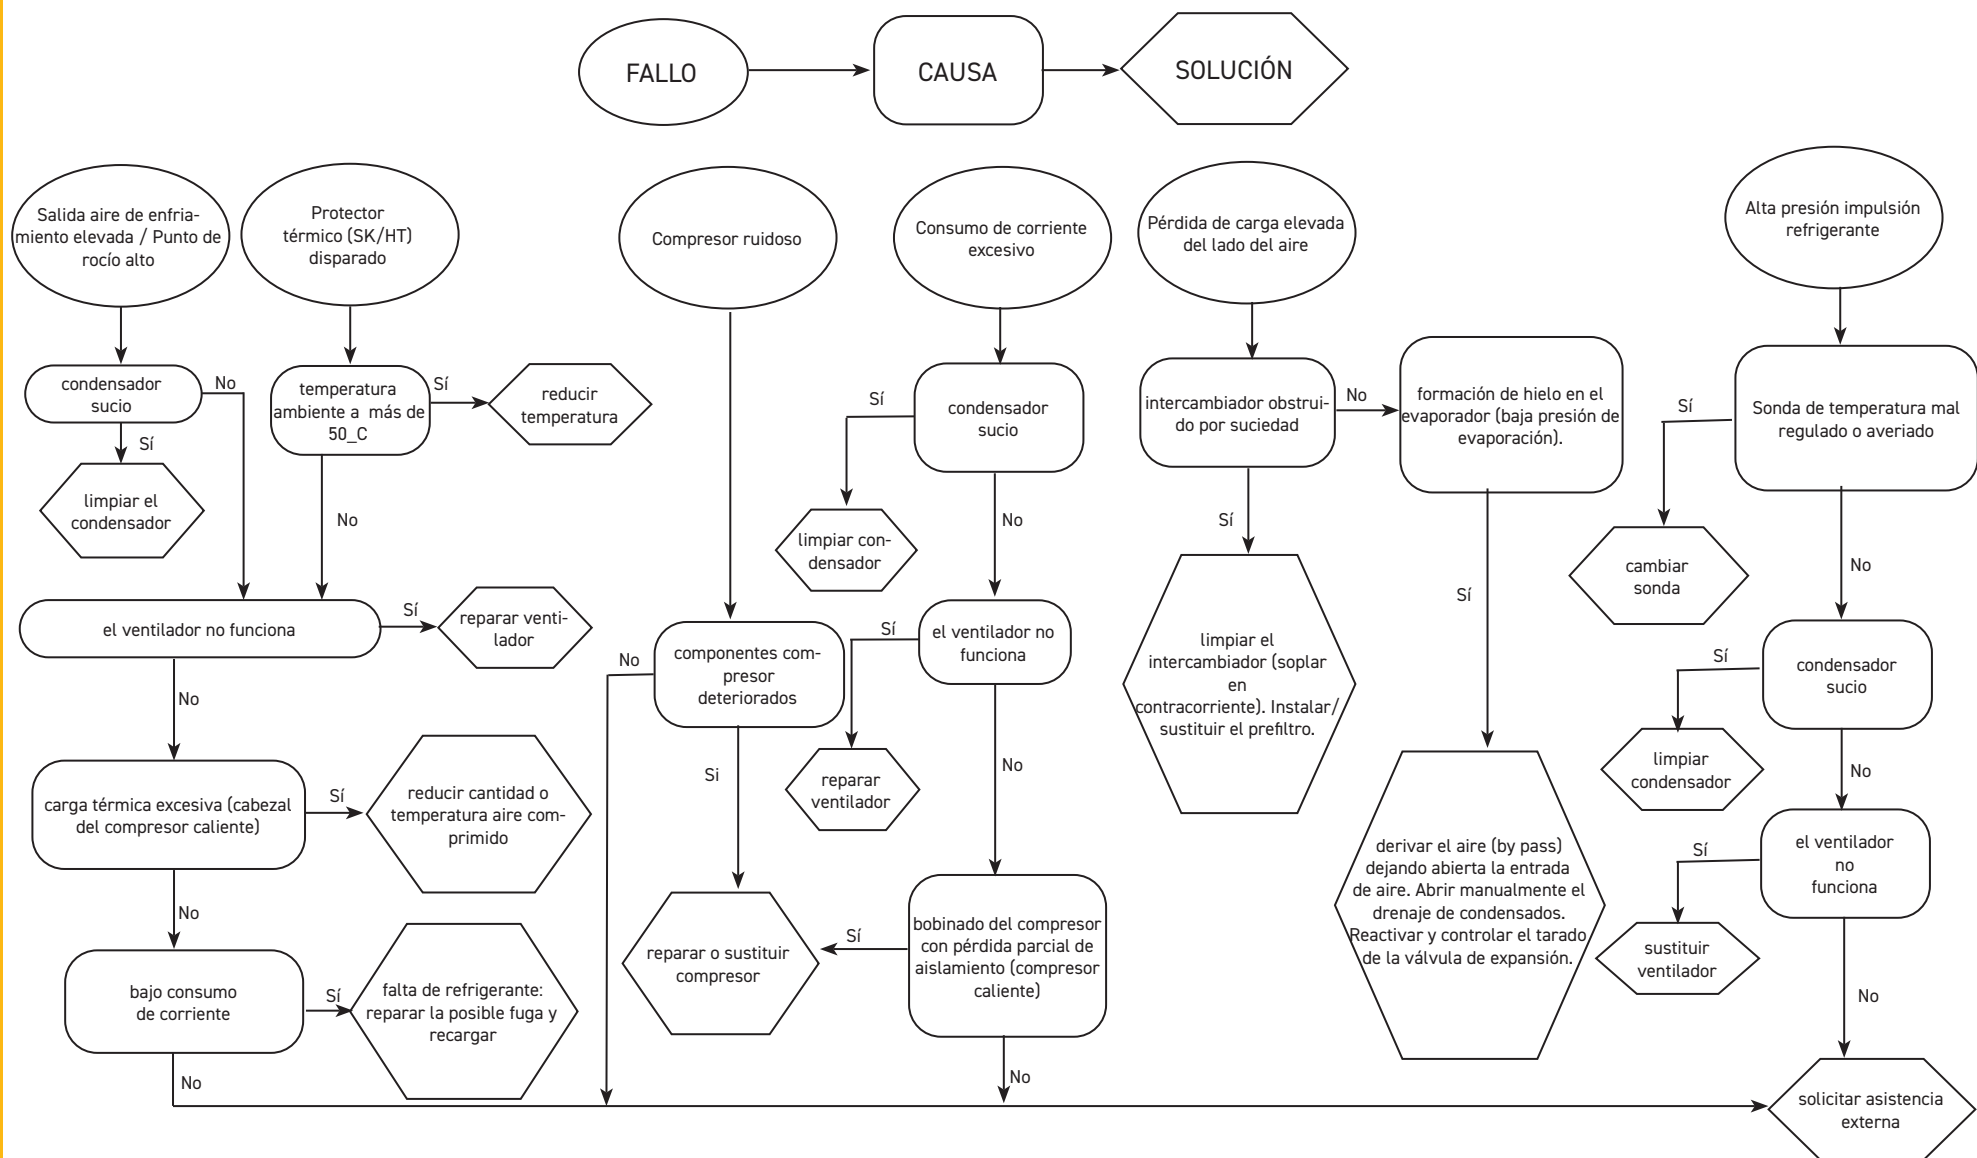 FALLO
CAUSA
SOLUCIÓN
Salida aire de enfria-
miento elevada / Punto de
rocío alto
Protector
térmico (SK/HT)
disparado
Compresor ruidoso
Consumo de corriente
excesivo
Pérdida de carga elevada
del lado del aire
Alta presión impulsión
refrigerante
condensador
sucio
No
Sí
limpiar el
condensador
temperatura
ambiente a  más de
50_C
Sí
reducir
temperatura
No
el ventilador no funciona
Sí
reparar venti-
lador
No
carga térmica excesiva (cabezal
del compresor caliente)
Sí
reducir cantidad o
temperatura aire com-
primido
No
bajo consumo
de corriente
Sí
falta de refrigerante:
reparar la posible fuga y
recargar
No
componentes com-
presor
deteriorados
No
Si
reparar o sustituir
compresor
condensador
sucio
Sí
limpiar con-
densador
No
el ventilador no
funciona
Sí
reparar
ventilador
No
bobinado del compresor
con pérdida parcial de
aislamiento (compresor
caliente)
Sí
No
intercambiador obstrui-
do por suciedad
No
Sí
limpiar el
intercambiador (soplar
en
contracorriente). Instalar/
sustituir el prefiltro.
formación de hielo en el
evaporador (baja presión de
evaporación).
Sí
derivar el aire (by pass)
dejando abierta la entrada
de aire. Abrir manualmente el
drenaje de condensados.
Reactivar y controlar el tarado
de la válvula de expansión.
Sonda de temperatura mal
regulado o averiado
Sí
cambiar
sonda
No
condensador
sucio
Sí
limpiar
condensador
No
el ventilador
no
funciona
Sí
sustituir
ventilador
No
solicitar asistencia
externa